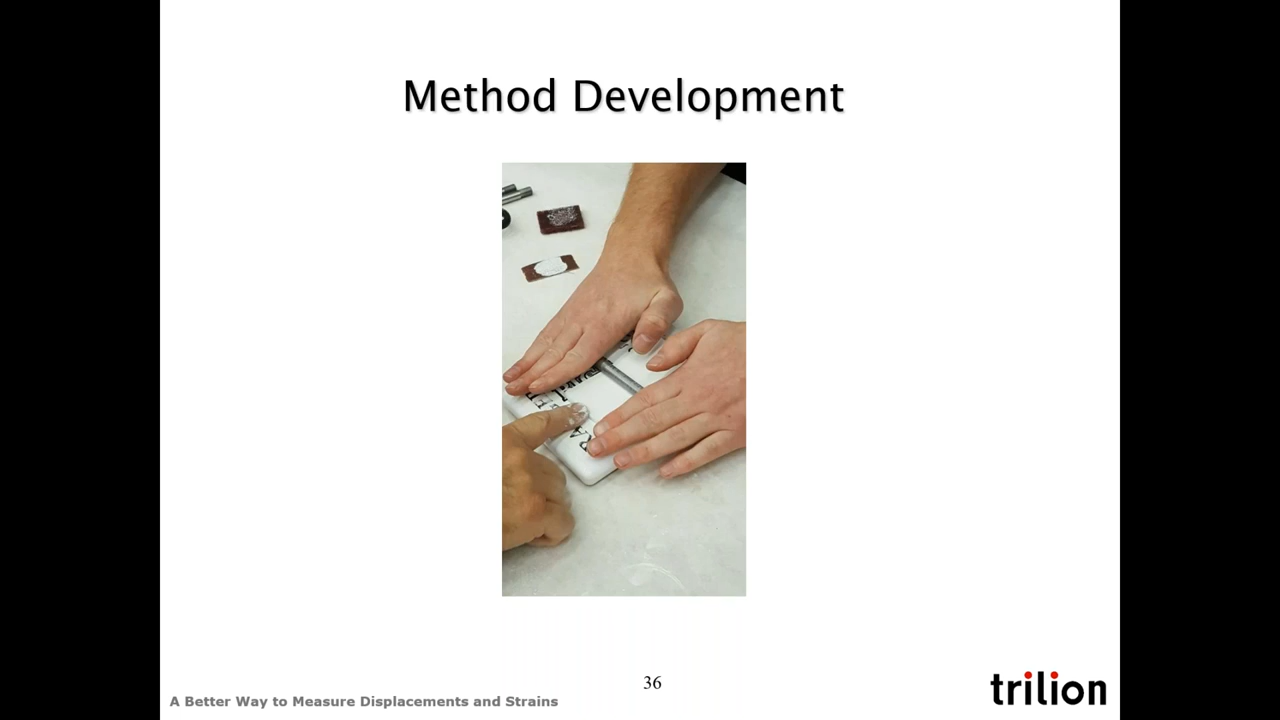 Method Development
36
A Better Way to Measure Displacements and Strains
trilion